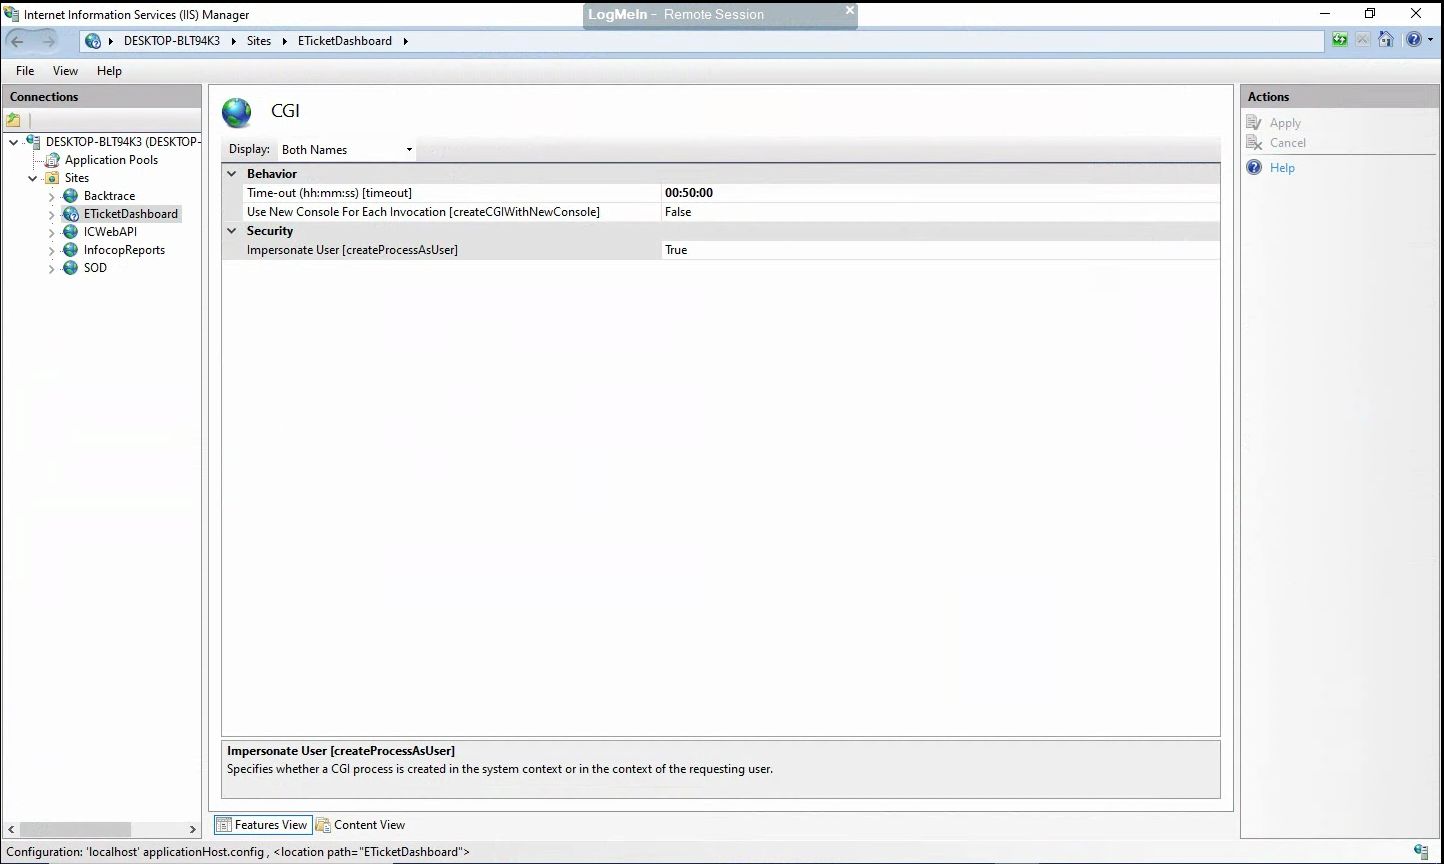 Internet Information Services (IIS) Manager
LogMeIn - Remote Session
DESKTOP-BLT94K3 Sites ETicketDashboard
File View Help
Connections
DESKTOP-BLT94K3 (DESKTOP-
Application Pools
Sites
Backtrace
ETicketDashboard
ICWebAPI
InfocopReports
SOD
CGI
Display: Both Names
Behavior
Time-out (hh:mm:ss) [timeout] 00:50:00
Use New Console For Each Invocation [createCGIWithNewConsole] False
Security
Impersonate User [createProcessAsUser] True
Impersonate User [createProcessAsUser]
Specifies whether a CGI process is created in the system context or in the context of the requesting user.
Features View Content View
Actions
Apply
Cancel
Help
Configuration: 'localhost' applicationHost.config , <location path="ETicketDashboard">